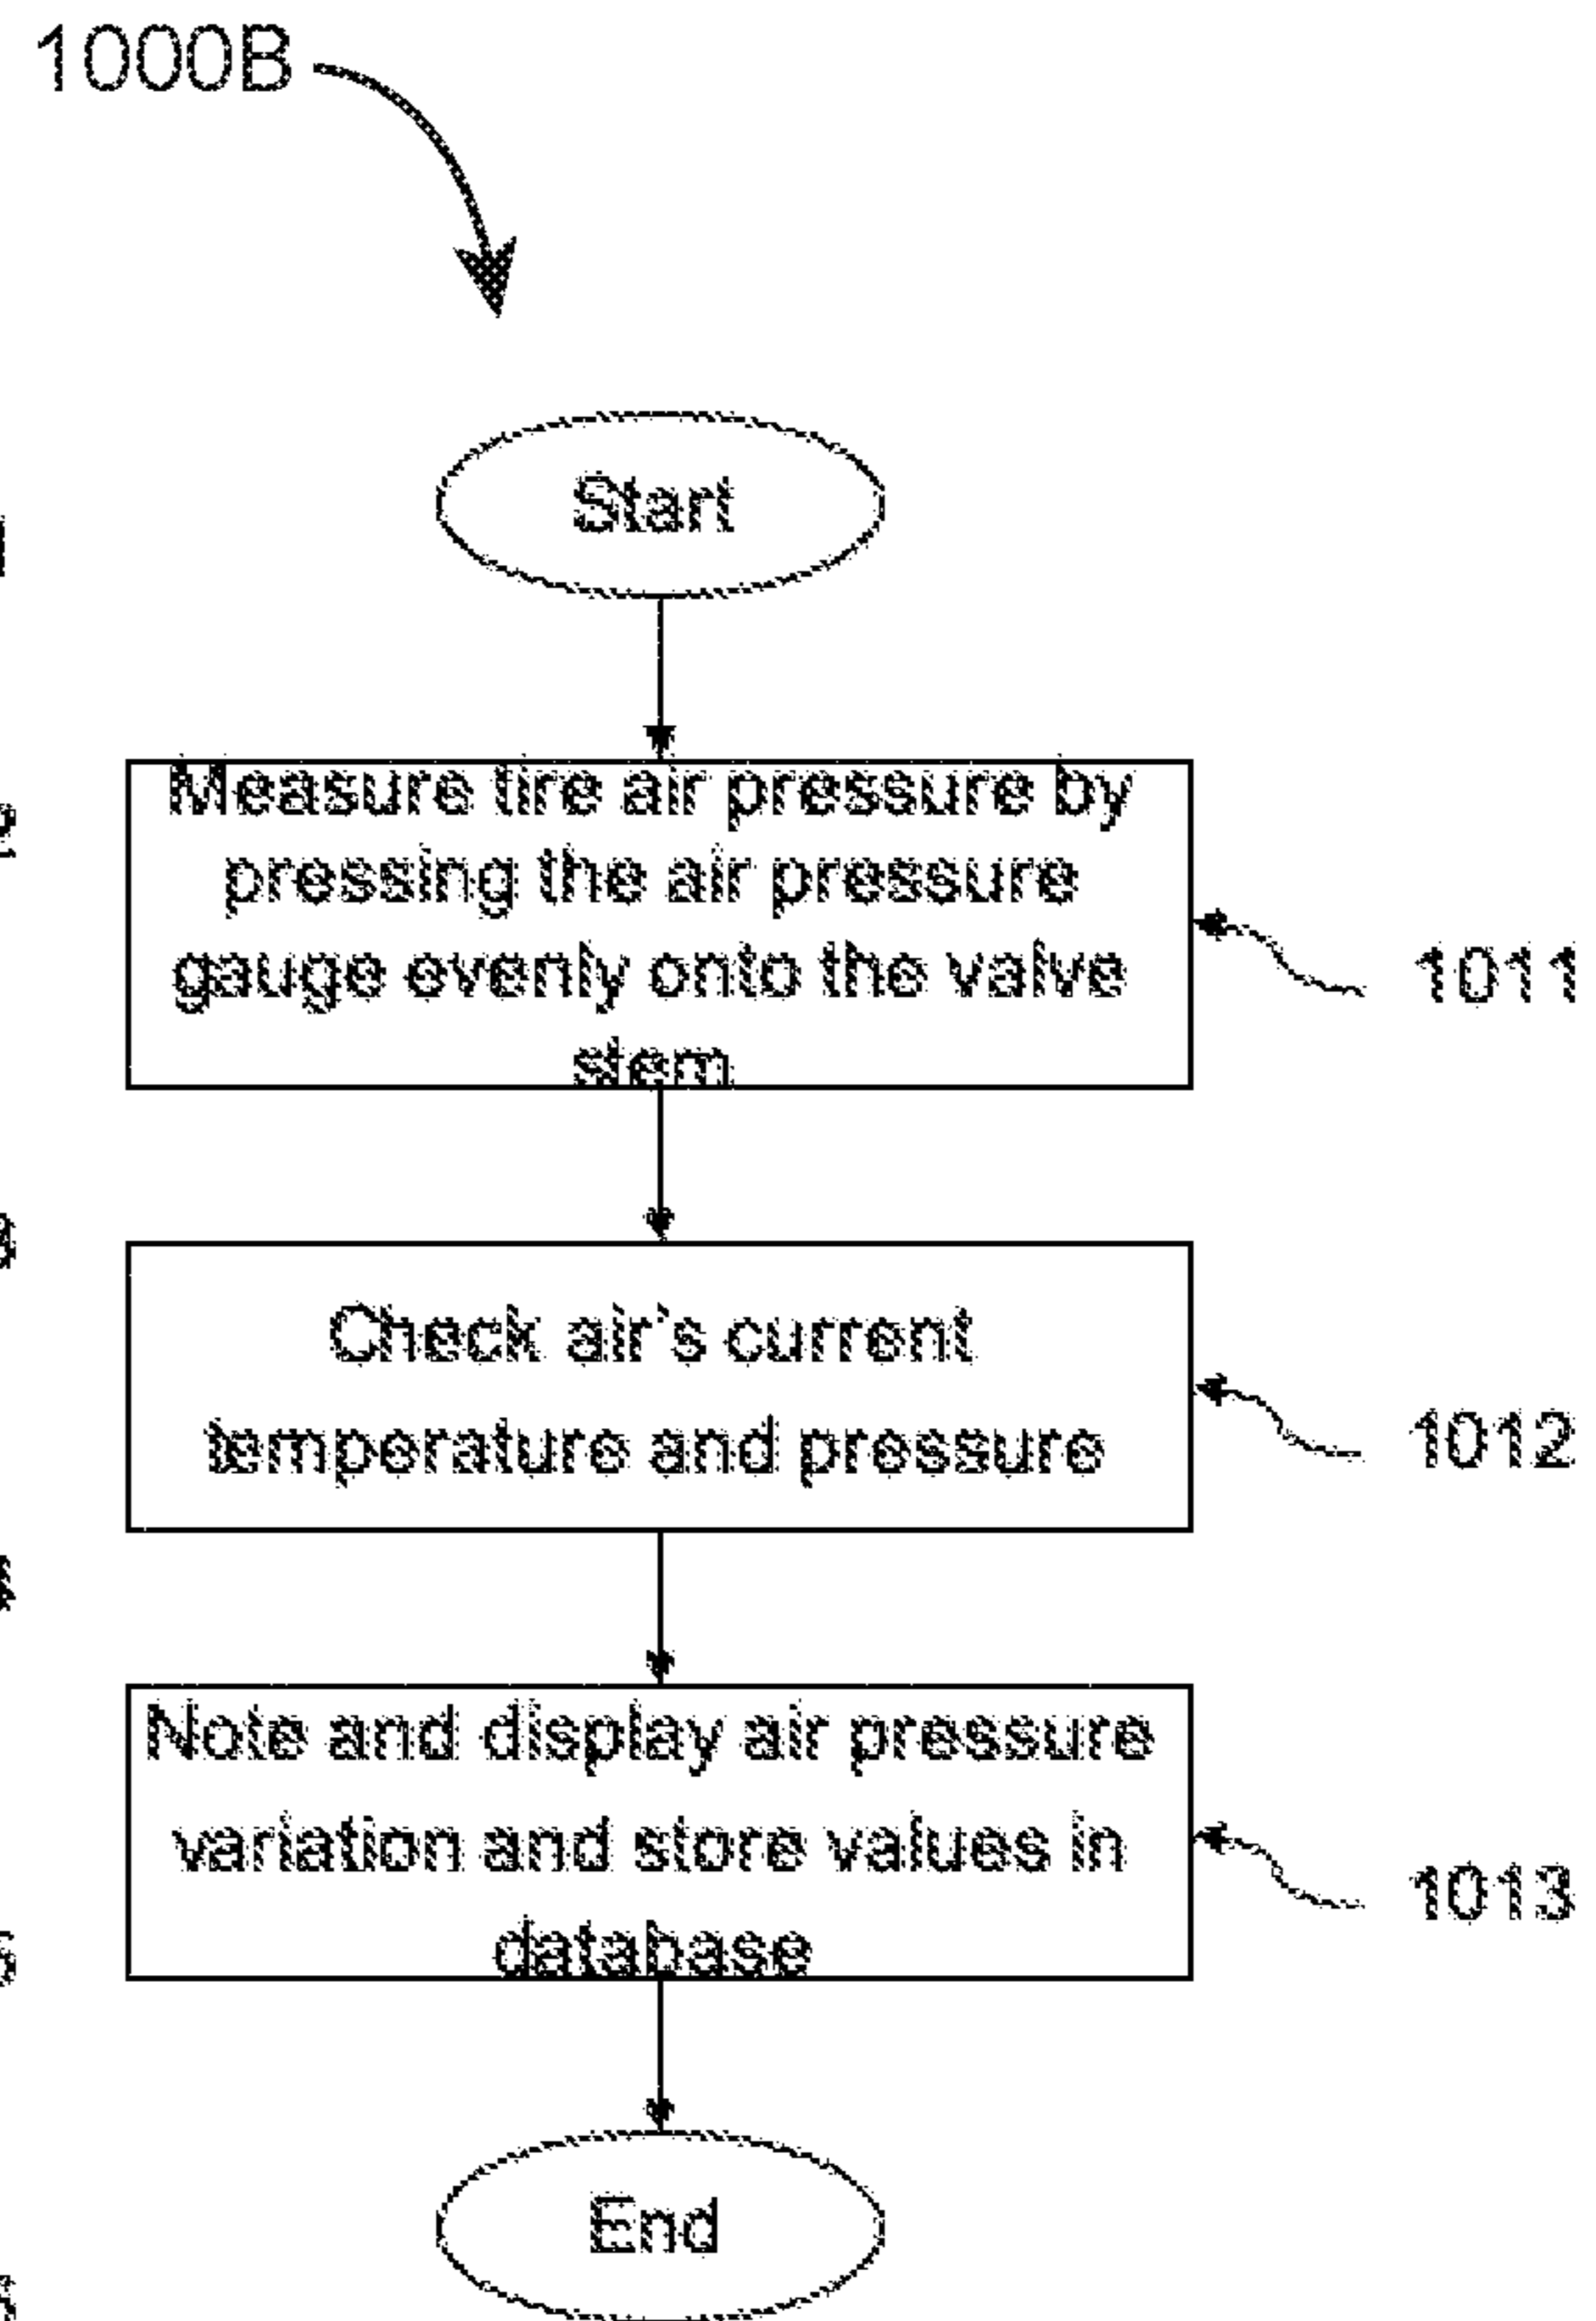 1000B
Start
Measure tire air pressure by
pressing the air pressure
gauge evenly onto the valve
stem
1011
Check air's current
temperature and pressure
1012
Note and display air pressure
variation and store values in
database
1013
End